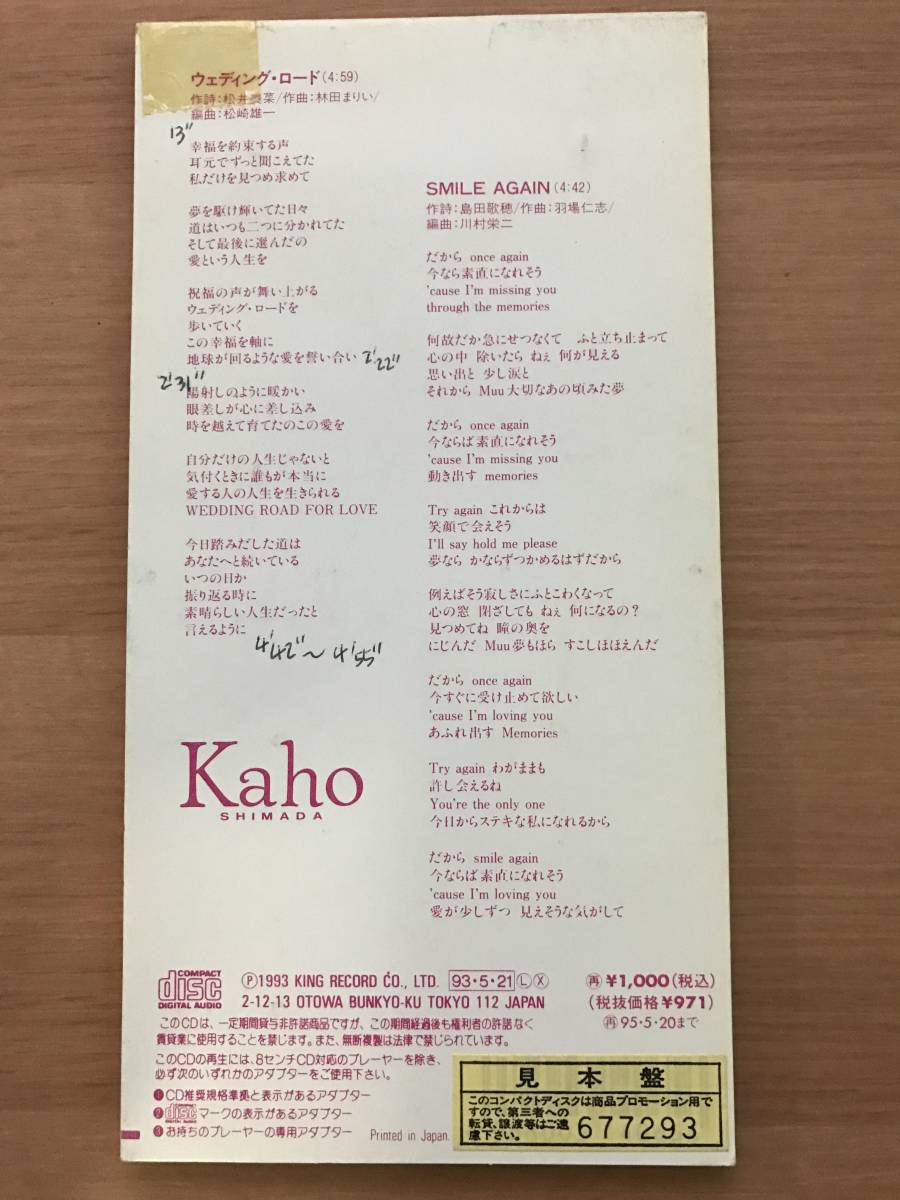 ウェディング・ロード(4:59)
作詩:松井美菜/作曲:林田まりい/
編曲:松崎雄一
13"
幸福を約束する声
耳元でずっと聞こえてた
私だけを見つめ求めて
夢を駆け輝いてた日々
道はいつも二つに分かれてた
そして最後に選んだの
愛という人生を
祝福の声が舞い上がる
ウェディング・ロードを
歩いていく
この幸福を軸に
地球が回るような愛を誓い合い 2'22"
2'31"
陽射しのように暖かい
眼差しが心に差し込み
時を越えて育てたのこの愛を
自分だけの人生じゃないと
気付くときに誰もが本当に
愛する人の人生を生きられる
WEDDING ROAD FOR LOVE
今日踏みだした道は
あなたへと続いている
いつの日か
振り返る時に
素晴らしい人生だったと
言えるように
4'42"〜4'55"
SMILE AGAIN(4:42)
作詩:島田歌穂/作曲:羽場仁志/
編曲:川村栄二
だから once again
今なら素直になれそう
'cause I'm missing you
through the memories
何故だか急にせつなくて ふと立ち止まって
心の中 除いたら ねぇ 何が見える
思い出と 少し涙と
それから Muu大切なあの頃みた夢
だから once again
今ならば素直になれそう
'cause I'm missing you
動き出す memories
Try again これからは
笑顔で会えそう
I'll say hold me please
夢なら かならずつかめるはずだから
例えばそう寂しさにふとこわくなって
心の窓 閉ざしても ねぇ 何になるの?
見つめてね 瞳の奥を
にじんだ Muu夢もほら すこしほほえんだ
だから once again
今すぐに受け止めて欲しい
'cause I'm loving you
あふれ出す Memories
Try again わがままも
許し会えるね
You're the only one
今日からステキな私になれるから
だから smile again
今ならば素直になれそう
'cause I'm loving you
愛が少しずつ 見えそうな気がして
Kaho
SHIMADA
COMPACT
disc
DIGITAL AUDIO
Ⓟ1993 KING RECORD CO., LTD. 93・5・21 Ⓛ Ⓧ
2-12-13 OTOWA BUNKYO-KU TOKYO 112 JAPAN
再 ¥1,000(税込)
(税抜価格¥971)
再 95・5・20まで
このCDは、一定期間貸与非許諾商品ですが、この期間経過後も権利者の許諾なく
賃貸業に使用することを禁じます。また、無断複製は法律で禁じられています。
このCDの再生には、8センチCD対応のプレーヤーを除き、
必ず次のいずれかのアダプターをご使用下さい。
❶CD推奨規格準拠と表示があるアダプター
❷disc マークの表示があるアダプター
❸お持ちのプレーヤーの専用アダプター
Printed in Japan.
見本盤
このコンパクトディスクは商品プロモーション用で
すので、第三者への
転貸、譲渡等はご遠
慮下さい。
677293